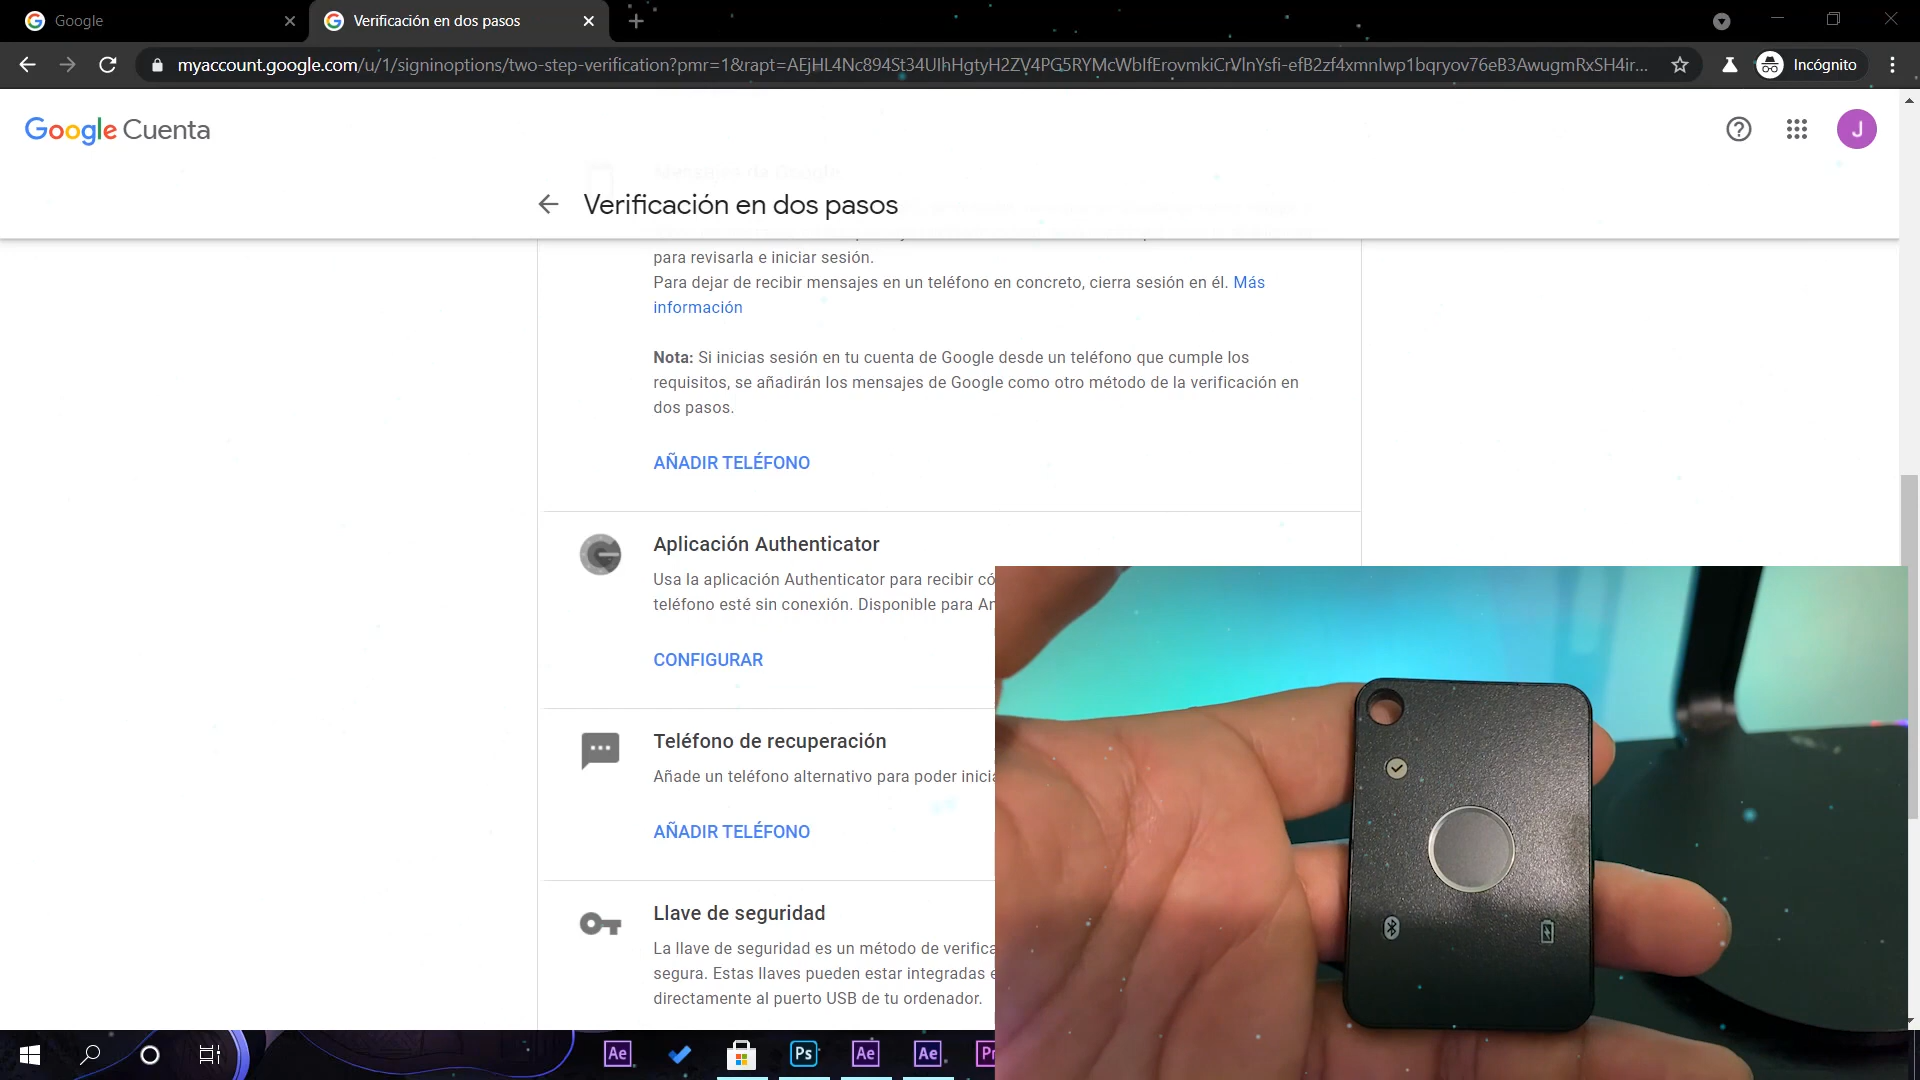 Google
Verificación en dos pasos
myaccount.google.com/u/1/signinoptions/two-step-verification?pmr=1&rapt=
Incógnito
Google Cuenta
J
Mensajes de Google
Verificación en dos pasos
para revisarla e iniciar sesión.
Para dejar de recibir mensajes en un teléfono en concreto, cierra sesión en él. Más
información
Nota: Si inicias sesión en tu cuenta de Google desde un teléfono que cumple los
requisitos, se añadirán los mensajes de Google como otro método de la verificación en
dos pasos.
AÑADIR TELÉFONO
Aplicación Authenticator
Usa la aplicación Authenticator para recibir có
teléfono esté sin conexión. Disponible para An
CONFIGURAR
Teléfono de recuperación
Añade un teléfono alternativo para poder inicia
AÑADIR TELÉFONO
Llave de seguridad
La llave de seguridad es un método de verifica
segura. Estas llaves pueden estar integradas e
directamente al puerto USB de tu ordenador.
Ae
Ps
Ae
Ae
Pr